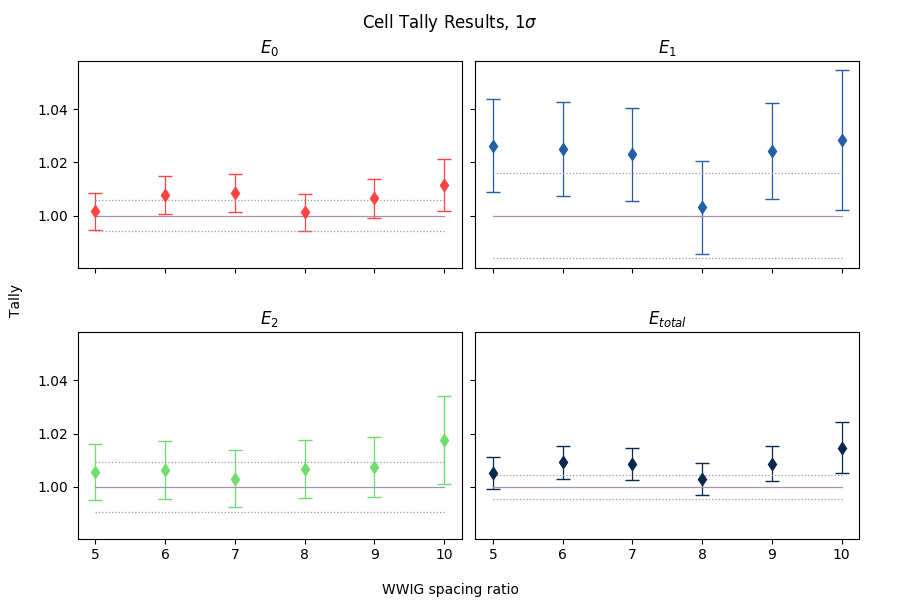 Cell Tally Results, 1σ
E₀
E₁
1.04
1.02
1.00
E₂
E_total
1.04
1.02
1.00
Tally
5 6 7 8 9 10
5 6 7 8 9 10
WWIG spacing ratio